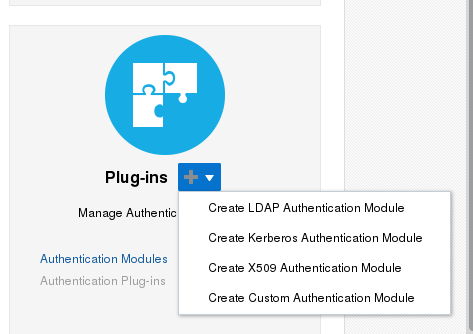 Plug-ins
Manage Authentic
Create LDAP Authentication Module
Create Kerberos Authentication Module
Create X509 Authentication Module
Create Custom Authentication Module
Authentication Modules
Authentication Plug-ins